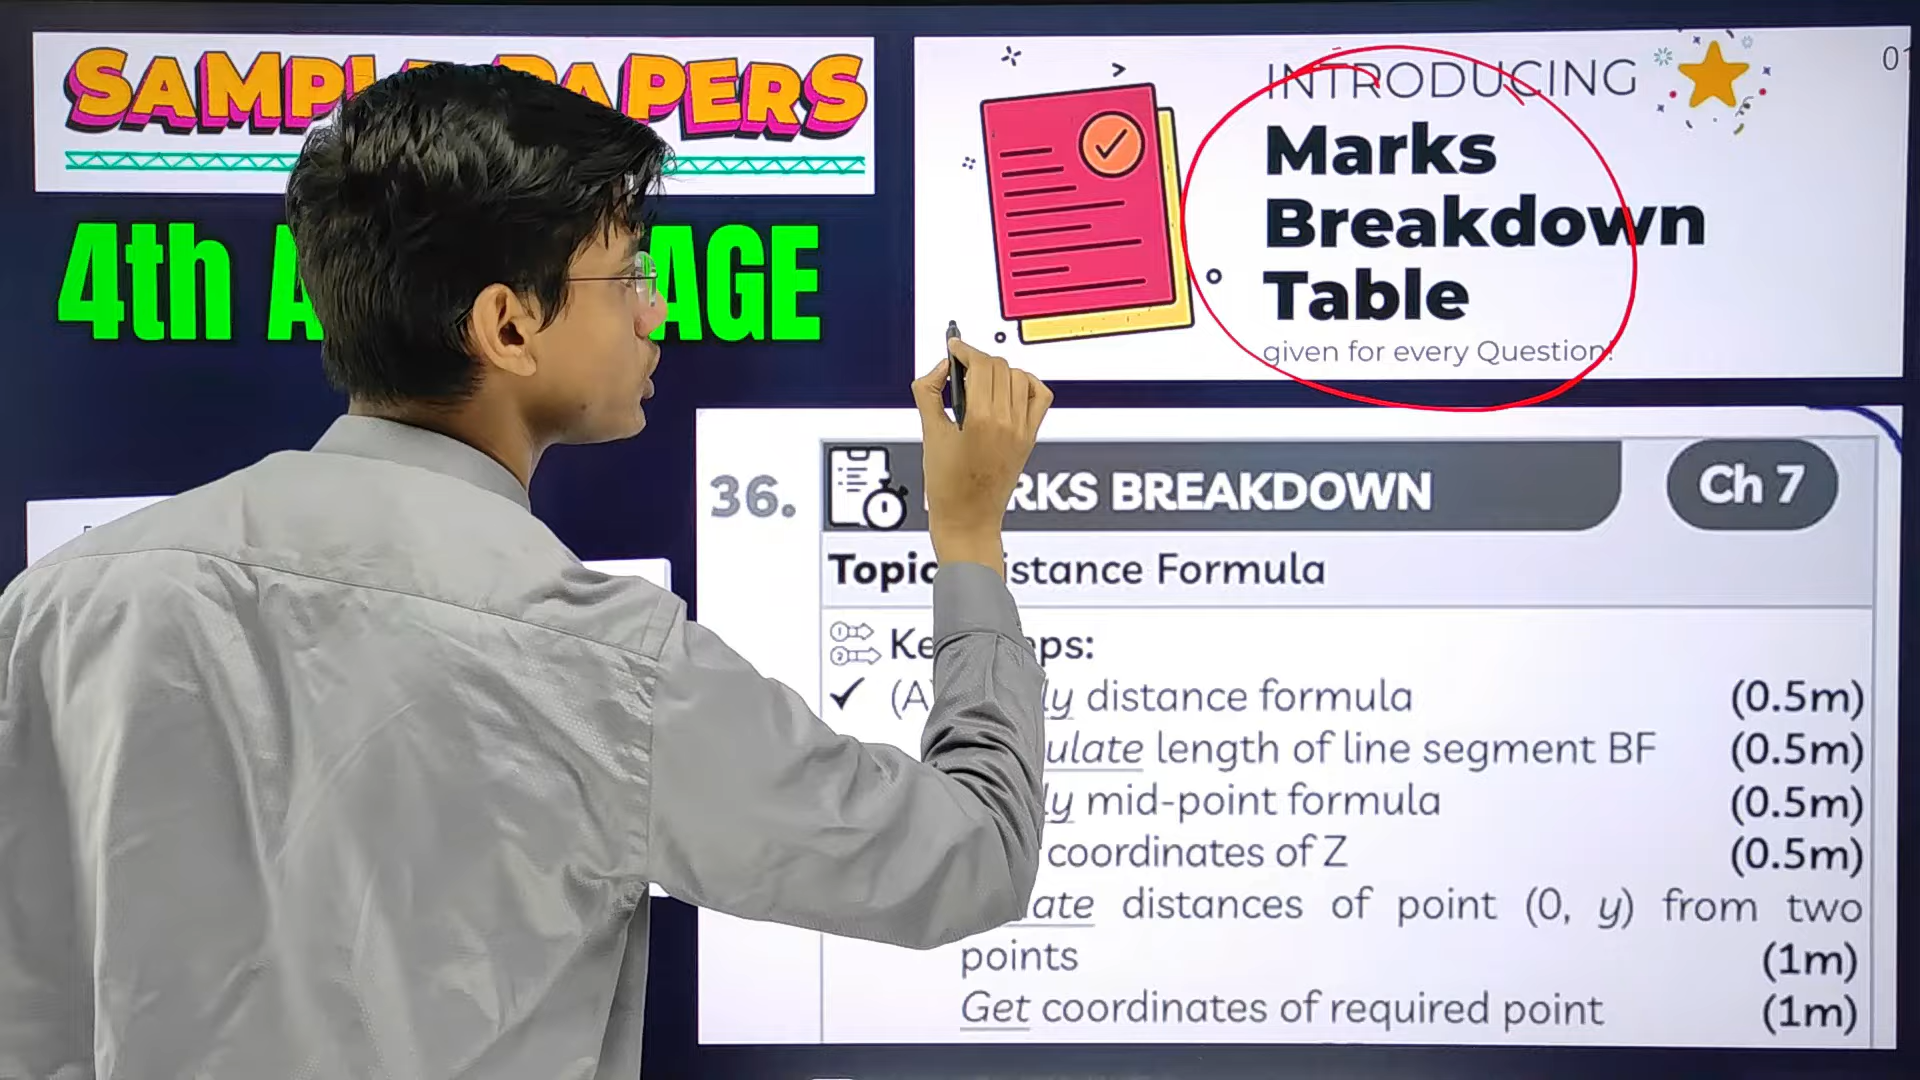 SAMPLE PAPERS
4th AGE
INTRODUCING
01
Marks
Breakdown
Table
given for every Question!
36.
RKS BREAKDOWN
Ch 7
Topic istance Formula
Ke ps:
(A) ly distance formula (0.5m)
ulate length of line segment BF (0.5m)
ly mid-point formula (0.5m)
coordinates of Z (0.5m)
ate distances of point (0, y) from two
points (1m)
Get coordinates of required point (1m)